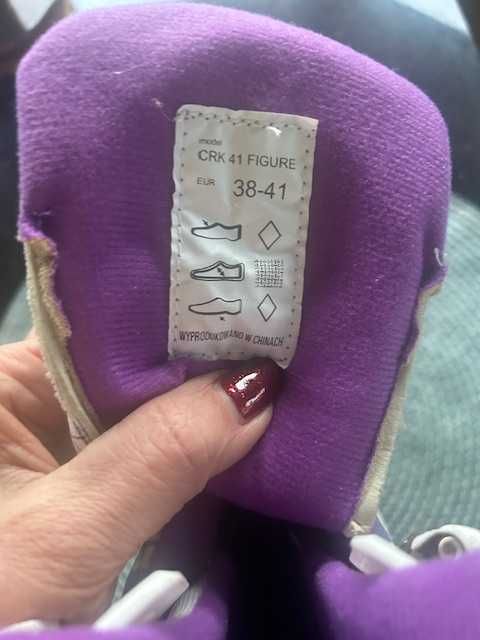 model
CRK 41 FIGURE
EUR 38-41
WYPRODUKOWANO W CHINACH